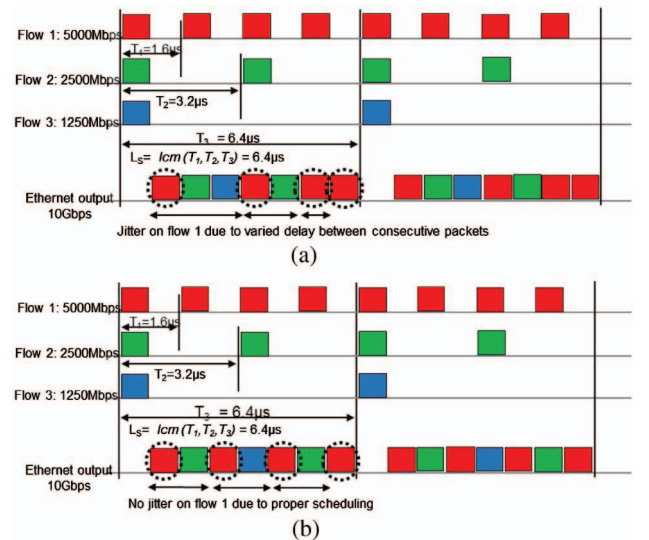 (a)
Flow 1: 5000Mbps
T₁=1.6µs
Flow 2: 2500Mbps
T₂=3.2µs
Flow 3: 1250Mbps
T₃ = 6.4µs
Lₛ= lcm (T₁,T₂,T₃) = 6.4µs
Ethernet output
10Gbps
Jitter on flow 1 due to varied delay between consecutive packets
(a)
Flow 1: 5000Mbps
T₁=1.6µs
Flow 2: 2500Mbps
T₂=3.2µs
Flow 3: 1250Mbps
T₃ = 6.4µs
Lₛ= lcm (T₁,T₂,T₃) = 6.4µs
Ethernet output
10Gbps
No jitter on flow 1 due to proper scheduling
(b)